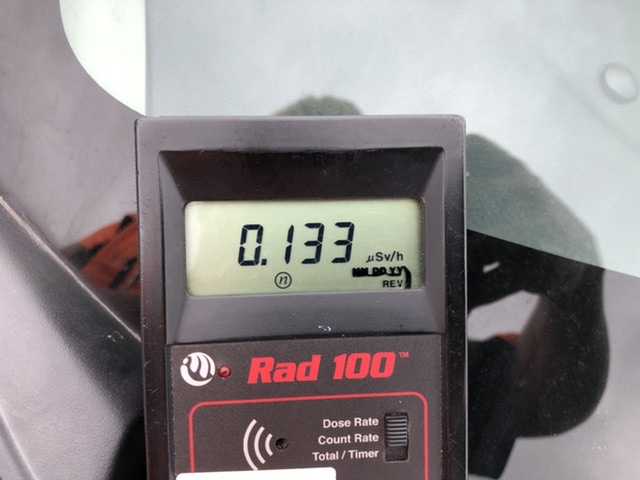 0.133 μSv/h
n
REV
Rad 100™
Dose Rate
Count Rate
Total / Timer